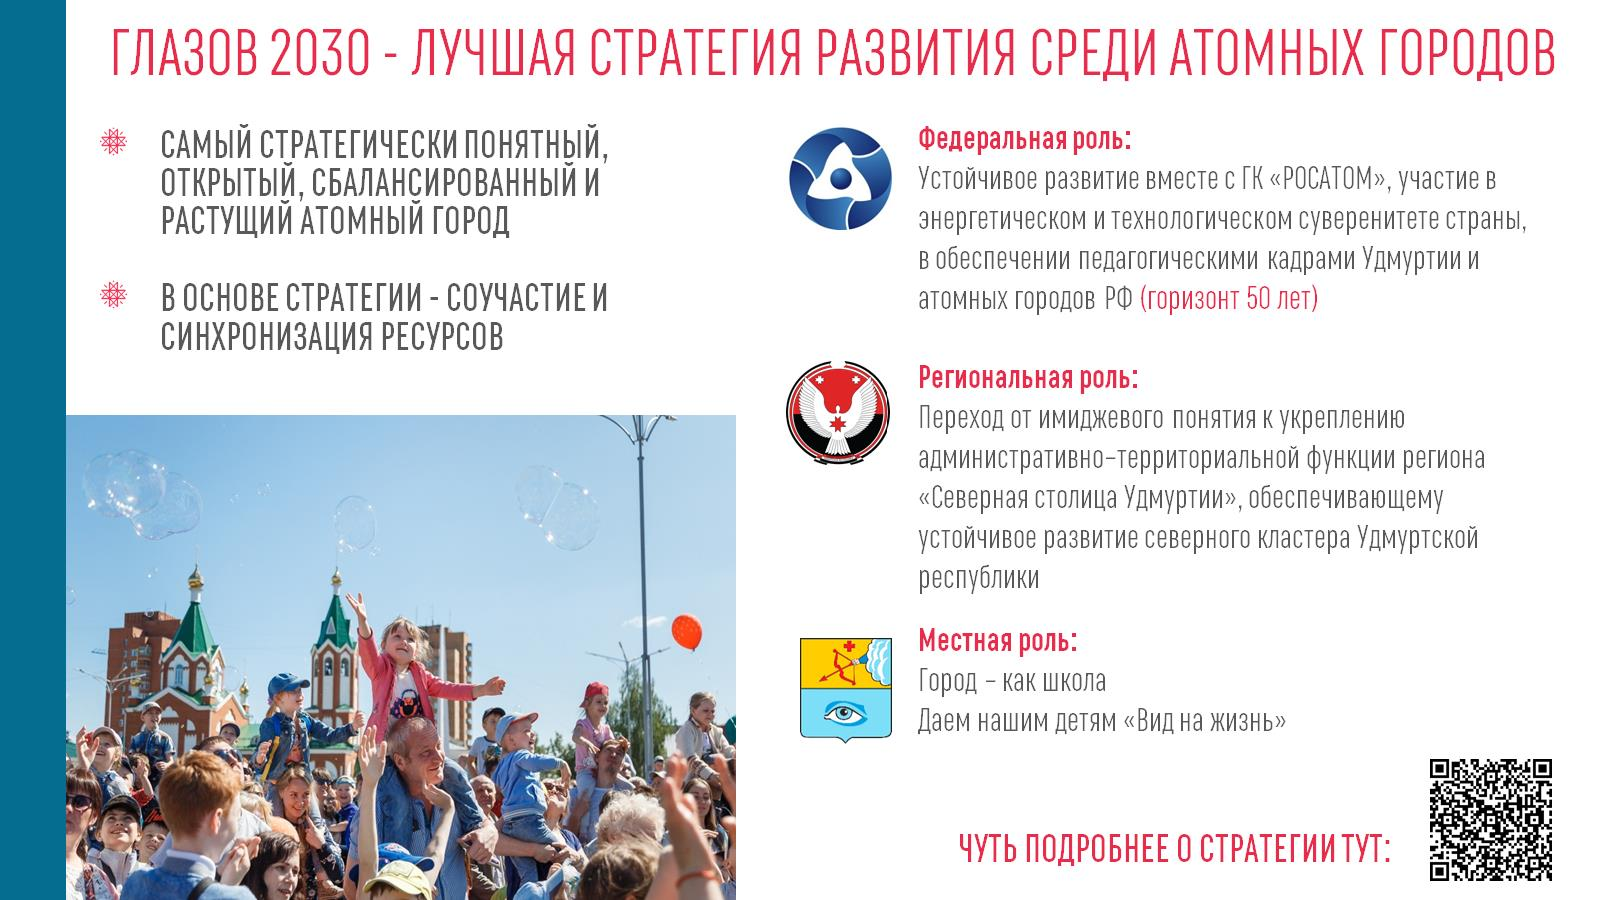 ГЛАЗОВ 2030 - ЛУЧШАЯ СТРАТЕГИЯ РАЗВИТИЯ СРЕДИ АТОМНЫХ ГОРОДОВ
САМЫЙ СТРАТЕГИЧЕСКИ ПОНЯТНЫЙ,
ОТКРЫТЫЙ, СБАЛАНСИРОВАННЫЙ И
РАСТУЩИЙ АТОМНЫЙ ГОРОД
В ОСНОВЕ СТРАТЕГИИ - СОУЧАСТИЕ И
СИНХРОНИЗАЦИЯ РЕСУРСОВ
Федеральная роль:
Устойчивое развитие вместе с ГК «РОСАТОМ», участие в
энергетическом и технологическом суверенитете страны,
в обеспечении педагогическими кадрами Удмуртии и
атомных городов РФ (горизонт 50 лет)
Региональная роль:
Переход от имиджевого понятия к укреплению
административно-территориальной функции региона
«Северная столица Удмуртии», обеспечивающему
устойчивое развитие северного кластера Удмуртской
республики
Местная роль:
Город – как школа
Даем нашим детям «Вид на жизнь»
ЧУТЬ ПОДРОБНЕЕ О СТРАТЕГИИ ТУТ: